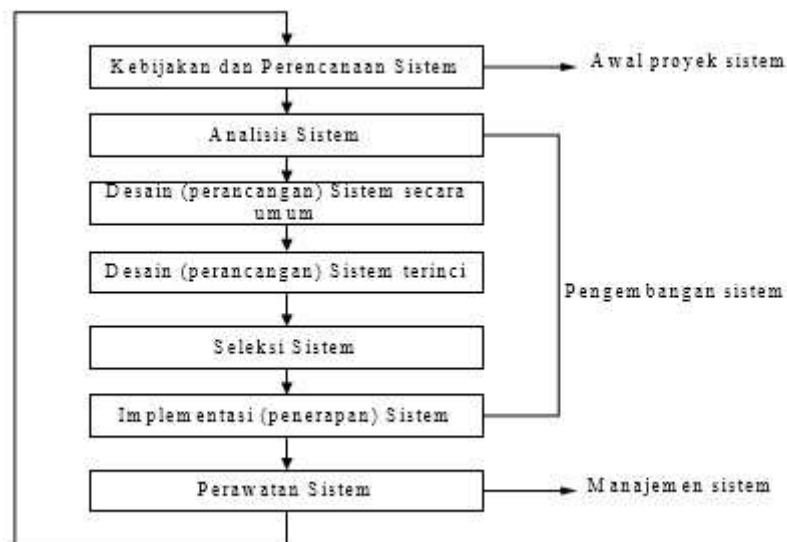 Kebijakan dan Perencanaan Sistem
Awal proyek sistem
Analisis Sistem
Desain (perancangan) Sistem secara
umum
Desain (perancangan) Sistem terinci
Pengembangan sistem
Seleksi Sistem
Implementasi (penerapan) Sistem
Perawatan Sistem
Manajemen sistem